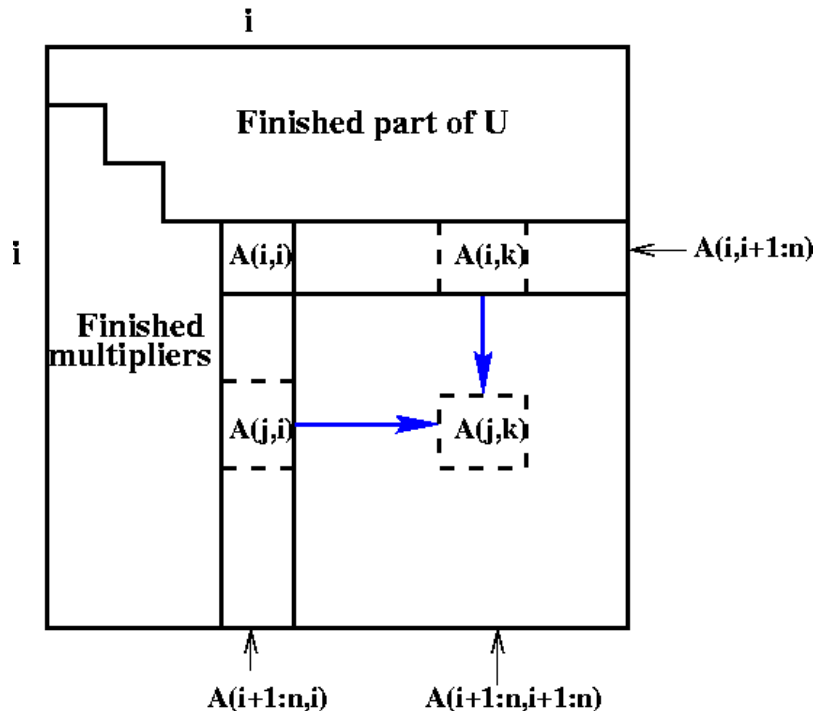 i
Finished part of U
i
A(i,i)
A(i,k)
A(i,i+1:n)
Finished
multipliers
A(j,i)
A(j,k)
A(i+1:n,i)
A(i+1:n,i+1:n)